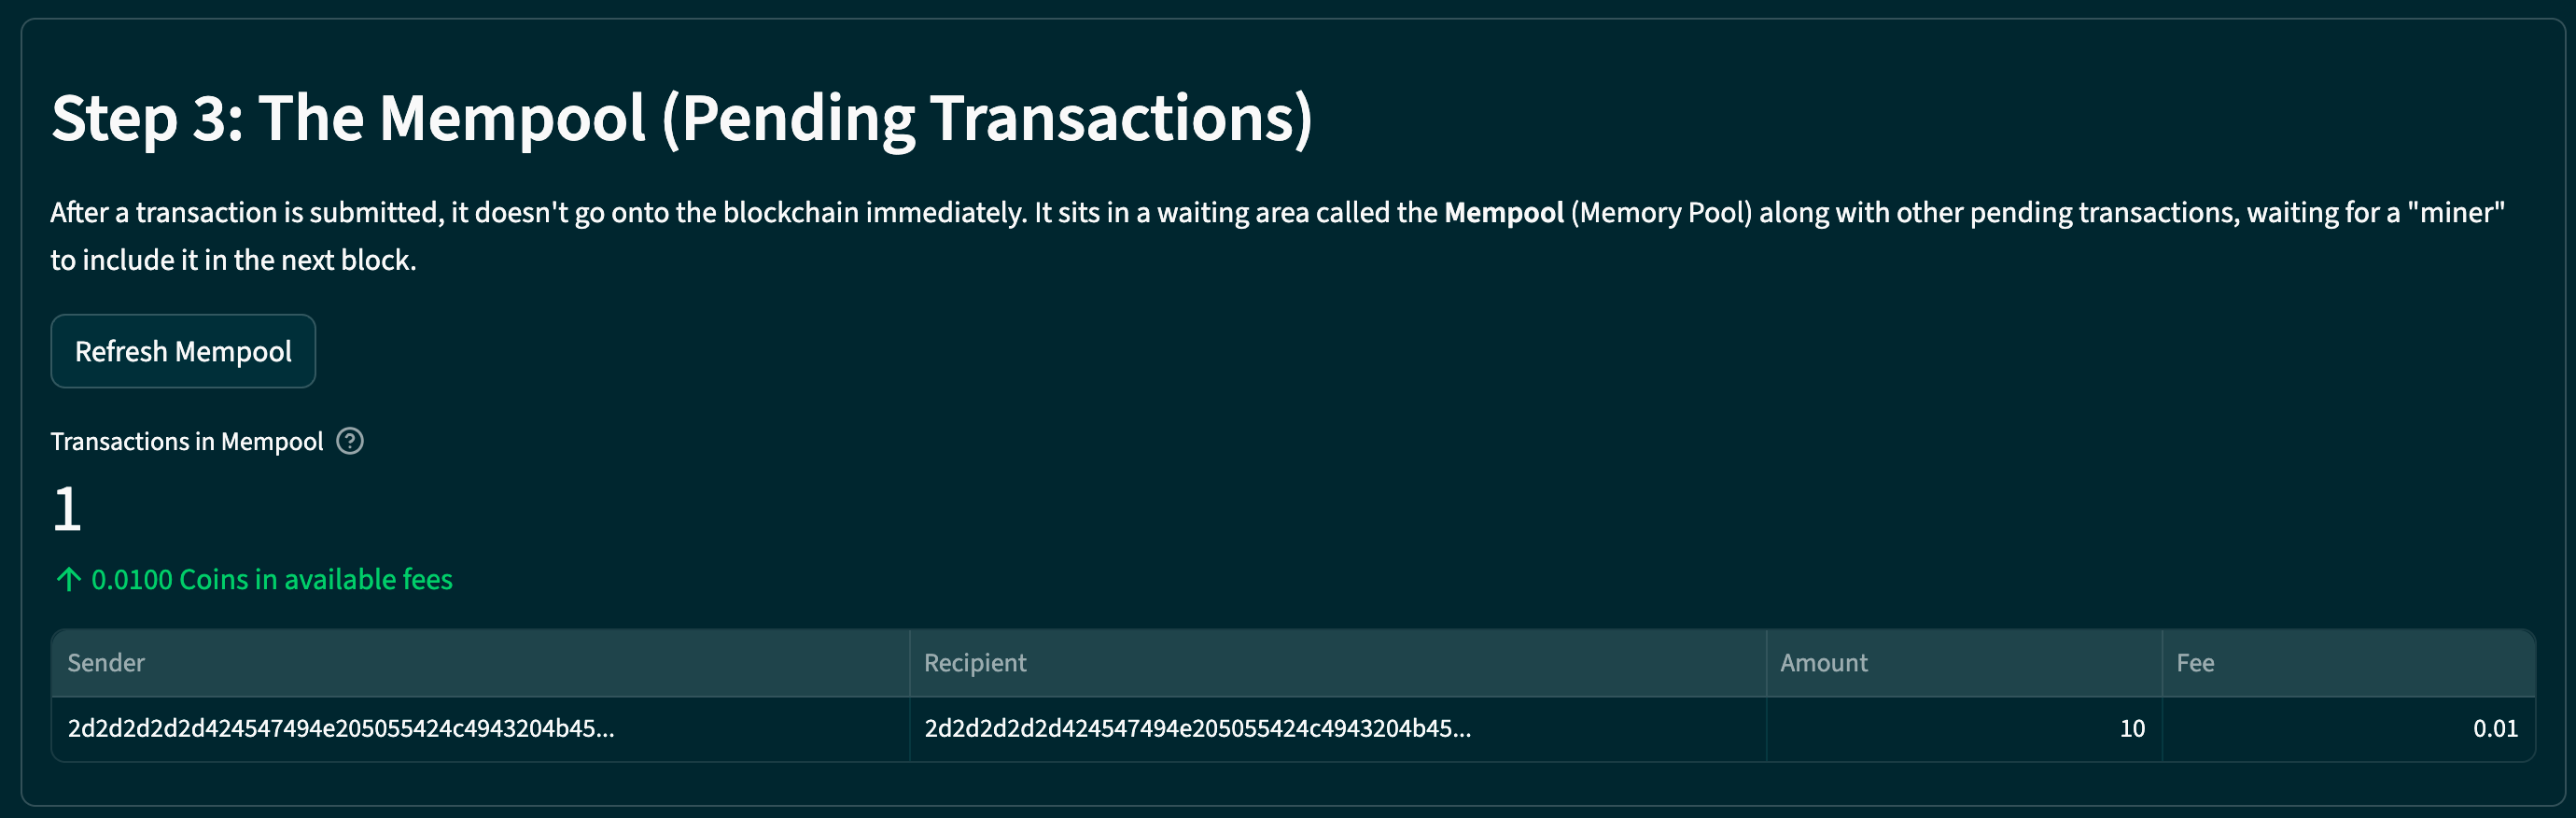 Step 3: The Mempool (Pending Transactions)
After a transaction is submitted, it doesn't go onto the blockchain immediately. It sits in a waiting area called the Mempool (Memory Pool) along with other pending transactions, waiting for a "miner"
to include it in the next block.
Refresh Mempool
Transactions in Mempool ?
1
↑ 0.0100 Coins in available fees
Sender Recipient Amount Fee
2d2d2d2d2d424547494e205055424c4943204b45... 2d2d2d2d2d424547494e205055424c4943204b45... 10 0.01